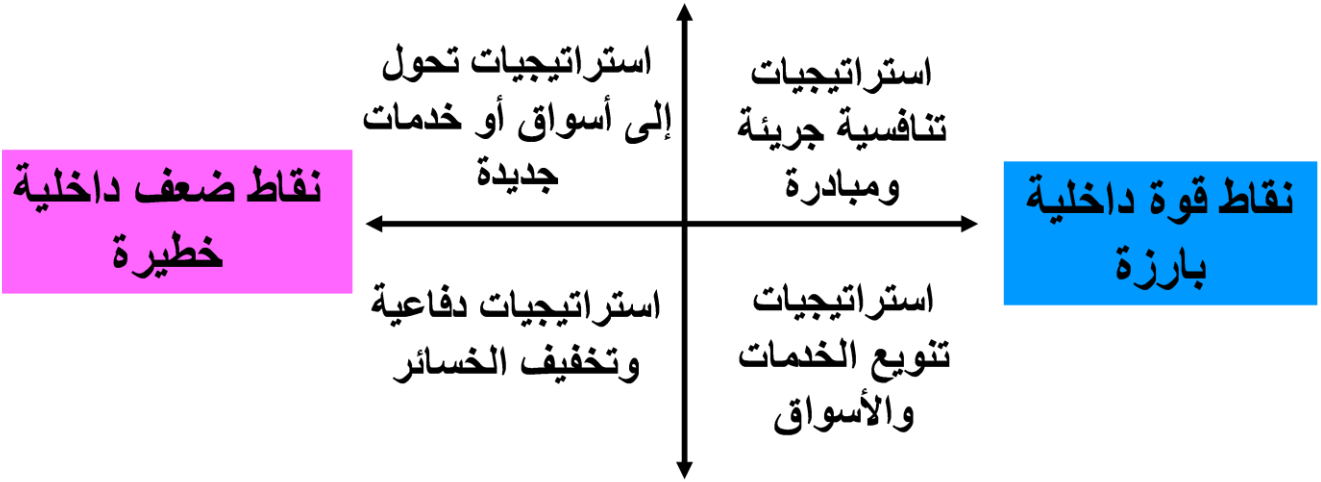 استراتيجيات
تنافسية جريئة
ومبادرة
استراتيجيات تحول
إلى أسواق أو خدمات
جديدة
نقاط قوة داخلية
بارزة
نقاط ضعف داخلية
خطيرة
استراتيجيات
تنويع الخدمات
والأسواق
استراتيجيات دفاعية
وتخفيف الخسائر